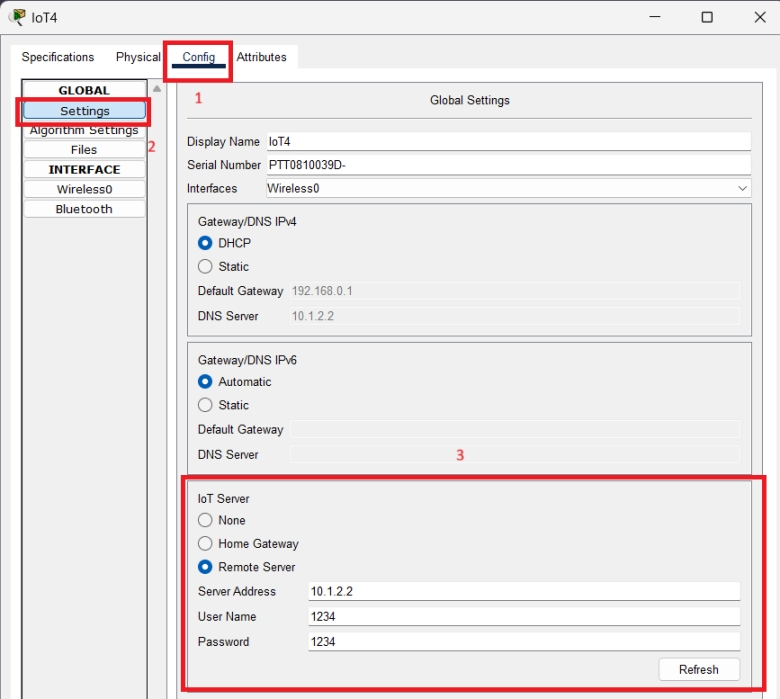 IoT4
Specifications Physical Config Attributes
GLOBAL
Settings
Algorithm Settings
Files
INTERFACE
Wireless0
Bluetooth
1
2
Global Settings
Display Name IoT4
Serial Number PTT0810039D-
Interfaces Wireless0
Gateway/DNS IPv4
DHCP
Static
Default Gateway 192.168.0.1
DNS Server 10.1.2.2
Gateway/DNS IPv6
Automatic
Static
Default Gateway
DNS Server
3
IoT Server
None
Home Gateway
Remote Server
Server Address 10.1.2.2
User Name 1234
Password 1234
Refresh